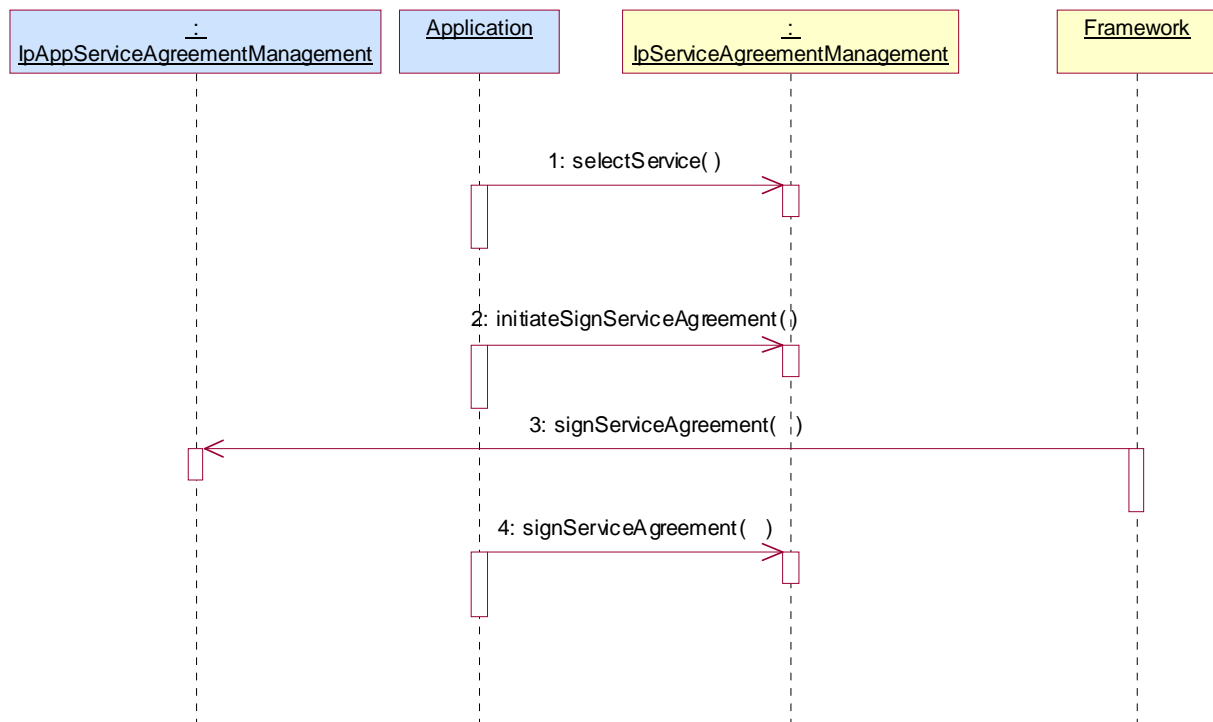 :
IpAppServiceAgreementManagement
Application
:
IpServiceAgreementManagement
Framework
1: selectService( )
2: initiateSignServiceAgreement( )
3: signServiceAgreement( )
4: signServiceAgreement( )